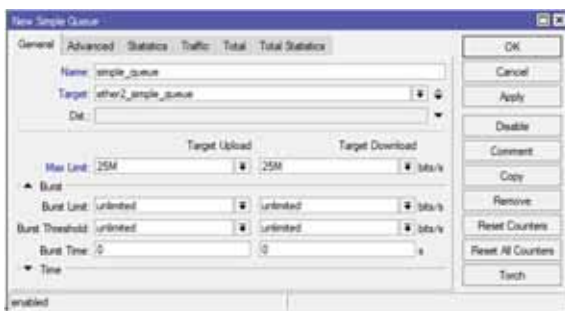 New Simple Queue
General Advanced Statistics Traffic Total Total Statistics
Name: simple_queue
Target: ether2_simple_queue
Dst.:
Target Upload Target Download
Max Limit: 25M 25M bits/s
Burst
Burst Limit: unlimited unlimited bits/s
Burst Threshold: unlimited unlimited bits/s
Burst Time: 0 0 s
Time
enabled
OK
Cancel
Apply
Disable
Comment
Copy
Remove
Reset Counters
Reset All Counters
Torch